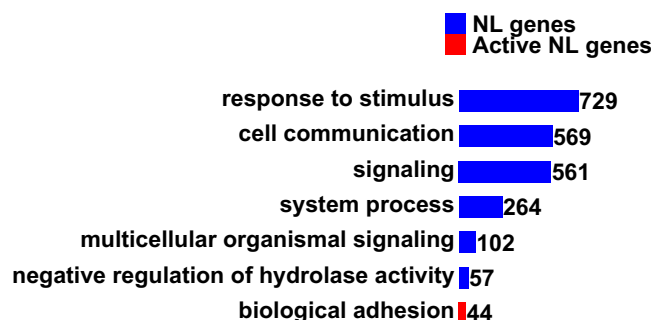 NL genes
Active NL genes
response to stimulus 729
cell communication 569
signaling 561
system process 264
multicellular organismal signaling 102
negative regulation of hydrolase activity 57
biological adhesion 44